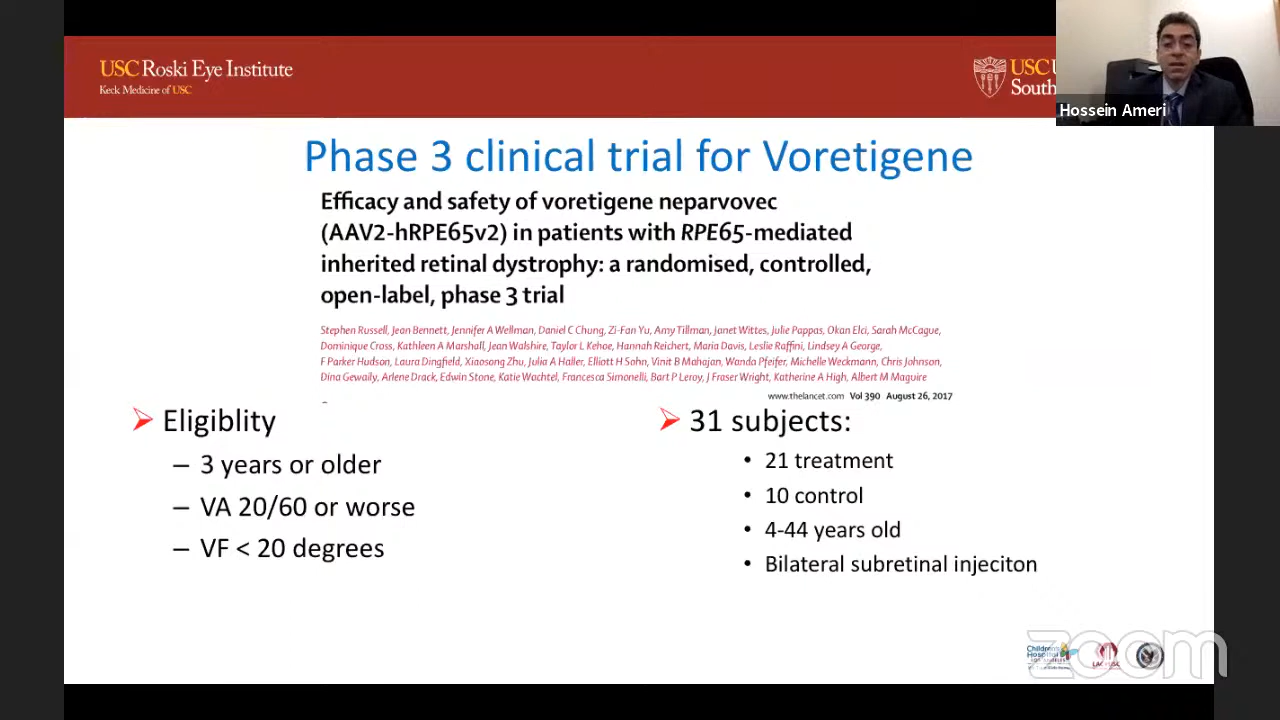 USC Roski Eye Institute
Keck Medicine of USC
USC
South
Hossein Ameri
Phase 3 clinical trial for Voretigene
Efficacy and safety of voretigene neparvovec
(AAV2-hRPE65v2) in patients with RPE65-mediated
inherited retinal dystrophy: a randomised, controlled,
open-label, phase 3 trial
Stephen Russell, Jean Bennett, Jennifer A Wellman, Daniel C Chung, Zi-Fan Yu, Amy Tillman, Janet Wittes, Julie Pappas, Okan Elci, Sarah McCague,
Dominique Cross, Kathleen A Marshall, Jean Walshire, Taylor L Kehoe, Hannah Reichert, Maria Davis, Leslie Raffini, Lindsey A George,
F Parker Hudson, Laura Dingfield, Xiaosong Zhu, Julia A Haller, Elliott H Sohn, Vinit B Mahajan, Wanda Pfeifer, Michelle Weckmann, Chris Johnson,
Dina Gewaily, Arlene Drack, Edwin Stone, Katie Wachtel, Francesca Simonelli, Bart P Leroy, J Fraser Wright, Katherine A High, Albert M Maguire
www.thelancet.com Vol 390 August 26, 2017
➢ Eligiblity
– 3 years or older
– VA 20/60 or worse
– VF < 20 degrees
➢ 31 subjects:
• 21 treatment
• 10 control
• 4-44 years old
• Bilateral subretinal injeciton
Childrens
Hospital
zoom